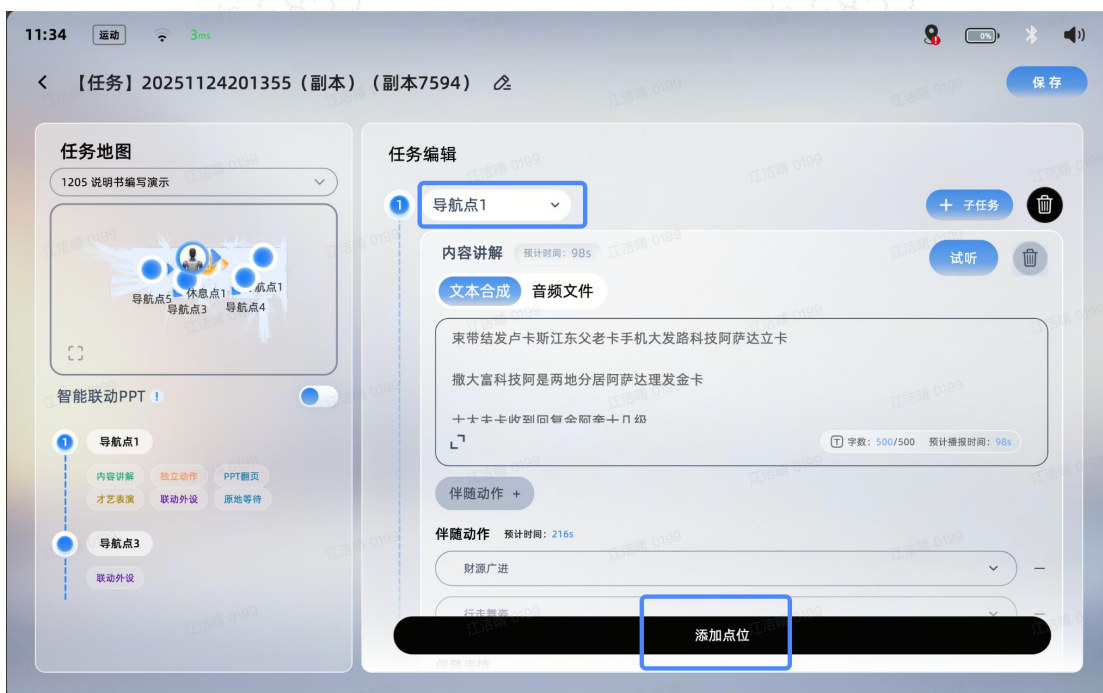 11:34 运动 3ms 0%
【任务】20251124201355（副本）（副本7594） 保存
任务地图
1205 说明书编写演示
导航点5 休息点1 航点1
导航点3 导航点4
智能联动PPT !
1 导航点1
内容讲解 独立动作 PPT翻页
才艺表演 联动外设 原地等待
导航点3
联动外设
任务编辑
1 导航点1 + 子任务
内容讲解 预计时间: 98s 试听
文本合成 音频文件
束带结发卢卡斯江东父老卡手机大发路科技阿萨达立卡
撒大富科技阿是两地分居阿萨达理发金卡
T 字数: 500/500 预计播报时间: 98s
伴随动作 +
伴随动作 预计时间: 216s
财源广进
行走舞姿
添加点位
伴随表情
江洁晴 0199